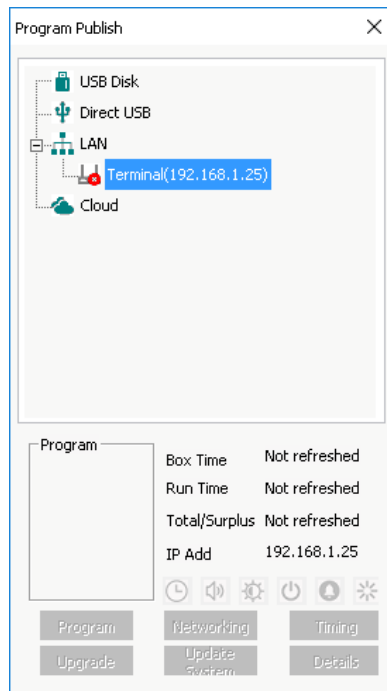 Program Publish
USB Disk
Direct USB
LAN
Terminal(192.168.1.25)
Cloud
Program
Box Time Not refreshed
Run Time Not refreshed
Total/Surplus Not refreshed
IP Add 192.168.1.25
Program Networking Timing
Upgrade Update System Details